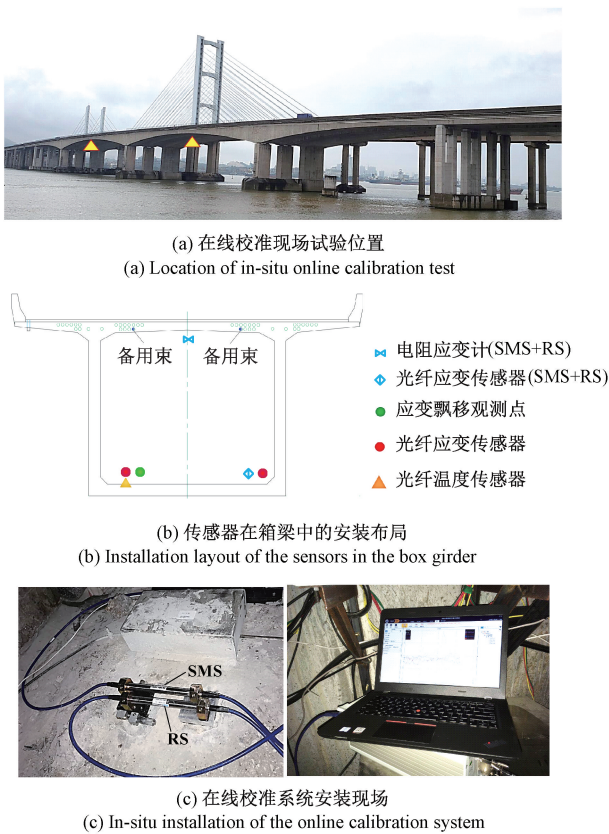 (a) 在线校准现场试验位置
(a) Location of in-situ online calibration test
备用束 备用束
电阻应变计(SMS+RS)
光纤应变传感器(SMS+RS)
应变飘移观测点
光纤应变传感器
光纤温度传感器
(b) 传感器在箱梁中的安装布局
(b) Installation layout of the sensors in the box girder
SMS
RS
(c) 在线校准系统安装现场
(c) In-situ installation of the online calibration system